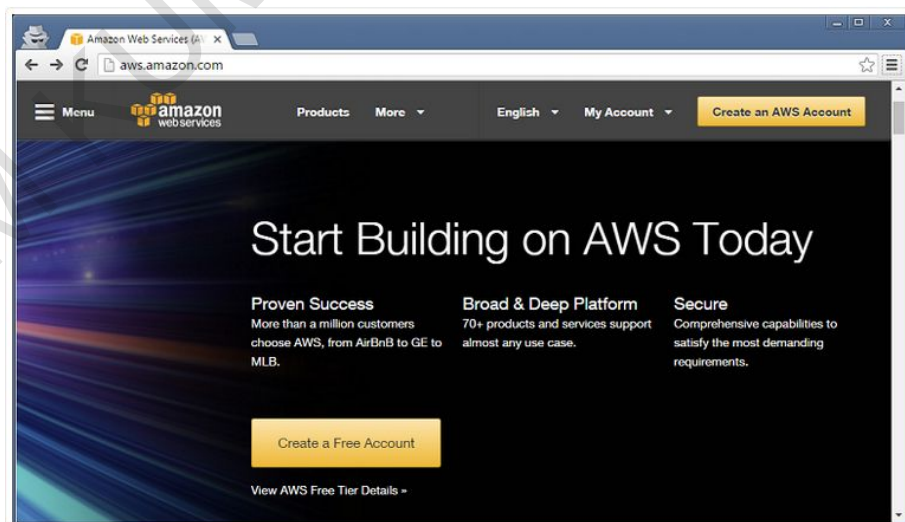 Amazon Web Services (A
aws.amazon.com
Menu
amazon
webservices
Products More English My Account Create an AWS Account
Start Building on AWS Today
Proven Success
More than a million customers
choose AWS, from AirBnB to GE to
MLB.
Broad & Deep Platform
70+ products and services support
almost any use case.
Secure
Comprehensive capabilities to
satisfy the most demanding
requirements.
Create a Free Account
View AWS Free Tier Details »